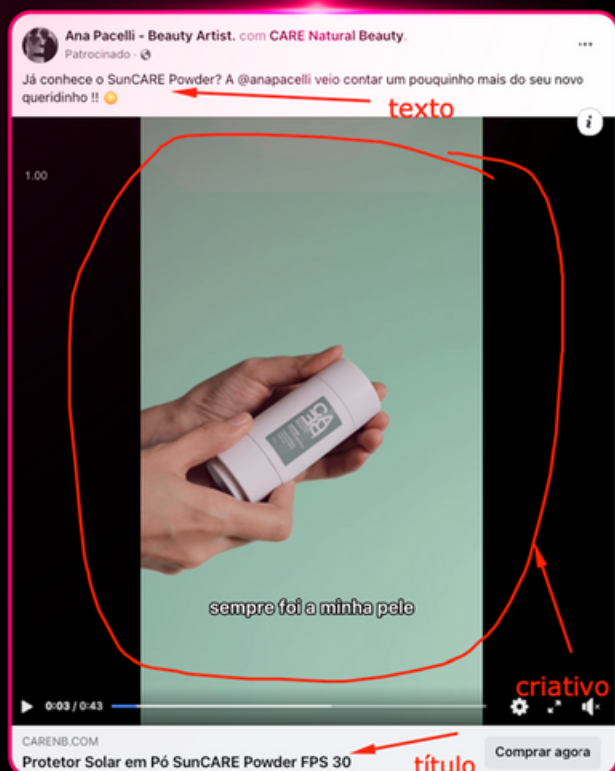 Ana Pacelli - Beauty Artist. com CARE Natural Beauty.
Patrocinado ·
Já conhece o SunCARE Powder? A @anapacelli veio contar um pouquinho mais do seu novo
queridinho !!
texto
i
1.00
CARE
sempre foi a minha pele
criativo
0:03 / 0:43
CARENB.COM
Protetor Solar em Pó SunCARE Powder FPS 30
título
Comprar agora